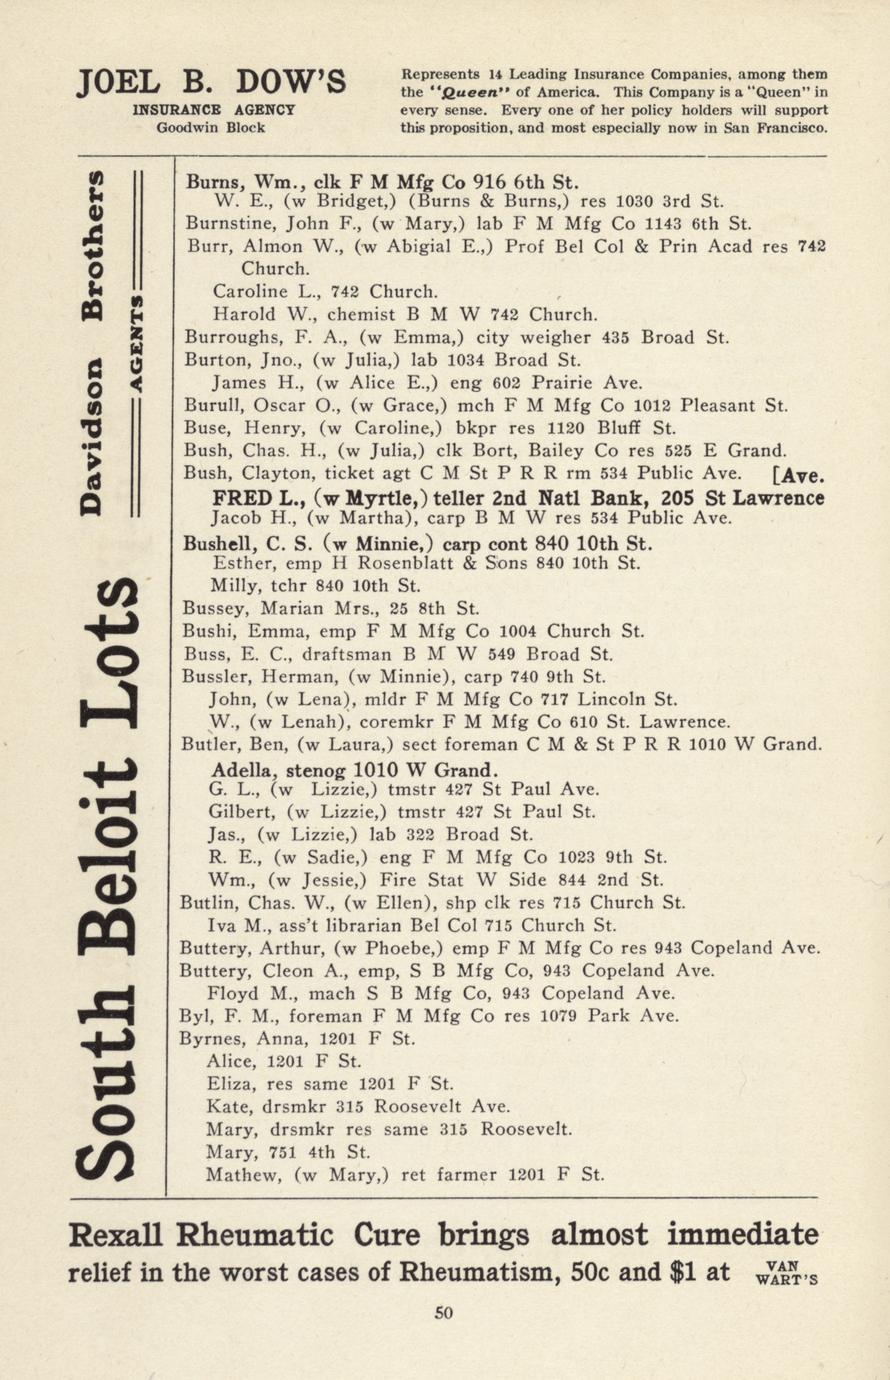 JOEL B. DOW'S
INSURANCE AGENCY
Goodwin Block
Represents 14 Leading Insurance Companies, among them
the "Queen" of America. This Company is a "Queen" in
every sense. Every one of her policy holders will support
this proposition, and most especially now in San Francisco.
Davidson Brothers
AGENTS
South Beloit Lots
Burns, Wm., clk F M Mfg Co 916 6th St.
W. E., (w Bridget,) (Burns & Burns,) res 1030 3rd St.
Burnstine, John F., (w Mary,) lab F M Mfg Co 1143 6th St.
Burr, Almon W., (w Abigial E.,) Prof Bel Col & Prin Acad res 742
Church.
Caroline L., 742 Church.
Harold W., chemist B M W 742 Church.
Burroughs, F. A., (w Emma,) city weigher 435 Broad St.
Burton, Jno., (w Julia,) lab 1034 Broad St.
James H., (w Alice E.,) eng 602 Prairie Ave.
Burull, Oscar O., (w Grace,) mch F M Mfg Co 1012 Pleasant St.
Buse, Henry, (w Caroline,) bkpr res 1120 Bluff St.
Bush, Chas. H., (w Julia,) clk Bort, Bailey Co res 525 E Grand.
Bush, Clayton, ticket agt C M St P R R rm 534 Public Ave. [Ave.
FRED L., (w Myrtle,) teller 2nd Natl Bank, 205 St Lawrence
Jacob H., (w Martha), carp B M W res 534 Public Ave.
Bushell, C. S. (w Minnie,) carp cont 840 10th St.
Esther, emp H Rosenblatt & Sons 840 10th St.
Milly, tchr 840 10th St.
Bussey, Marian Mrs., 25 8th St.
Bushi, Emma, emp F M Mfg Co 1004 Church St.
Buss, E. C., draftsman B M W 549 Broad St.
Bussler, Herman, (w Minnie), carp 740 9th St.
John, (w Lena), mldr F M Mfg Co 717 Lincoln St.
W., (w Lenah), coremkr F M Mfg Co 610 St. Lawrence.
Butler, Ben, (w Laura,) sect foreman C M & St P R R 1010 W Grand.
Adella, stenog 1010 W Grand.
G. L., (w Lizzie,) tmstr 427 St Paul Ave.
Gilbert, (w Lizzie,) tmstr 427 St Paul St.
Jas., (w Lizzie,) lab 322 Broad St.
R. E., (w Sadie,) eng F M Mfg Co 1023 9th St.
Wm., (w Jessie,) Fire Stat W Side 844 2nd St.
Butlin, Chas. W., (w Ellen), shp clk res 715 Church St.
Iva M., ass't librarian Bel Col 715 Church St.
Buttery, Arthur, (w Phoebe,) emp F M Mfg Co res 943 Copeland Ave.
Buttery, Cleon A., emp, S B Mfg Co, 943 Copeland Ave.
Floyd M., mach S B Mfg Co, 943 Copeland Ave.
Byl, F. M., foreman F M Mfg Co res 1079 Park Ave.
Byrnes, Anna, 1201 F St.
Alice, 1201 F St.
Eliza, res same 1201 F St.
Kate, drsmkr 315 Roosevelt Ave.
Mary, drsmkr res same 315 Roosevelt.
Mary, 751 4th St.
Mathew, (w Mary,) ret farmer 1201 F St.
Rexall Rheumatic Cure brings almost immediate
relief in the worst cases of Rheumatism, 50c and $1 at VAN WART'S
50